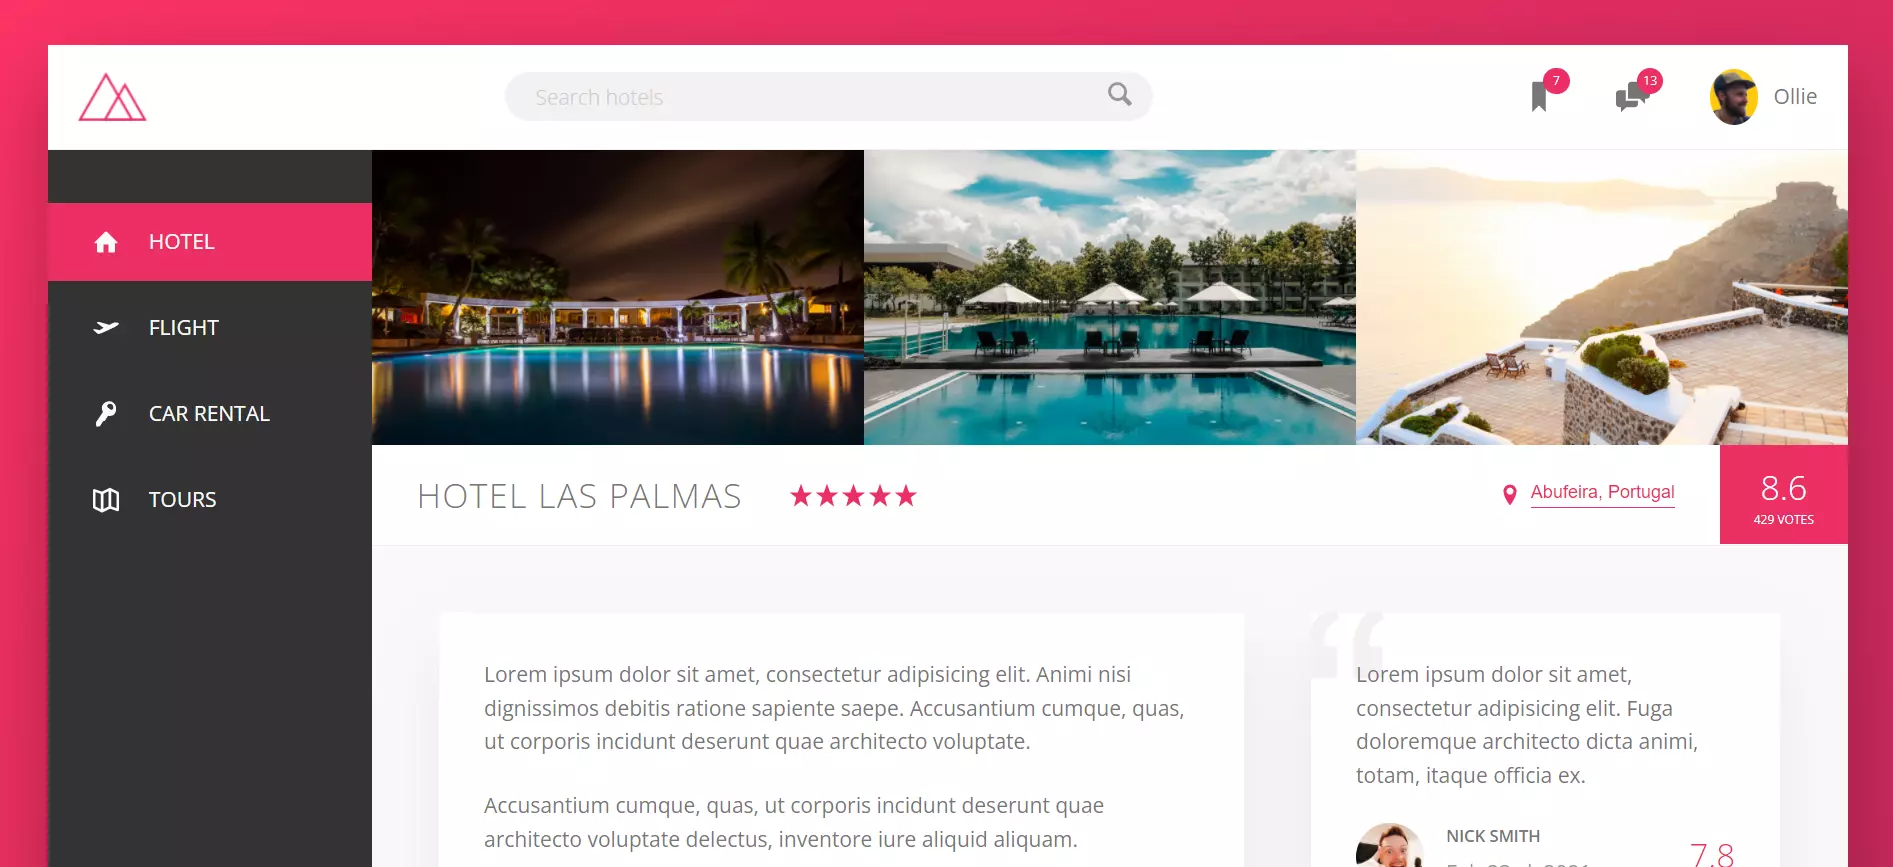 Search hotels
7
13
Ollie
HOTEL
FLIGHT
CAR RENTAL
TOURS
HOTEL LAS PALMAS
Abufeira, Portugal
8.6
429 VOTES
Lorem ipsum dolor sit amet, consectetur adipisicing elit. Animi nisi
dignissimos debitis ratione sapiente saepe. Accusantium cumque, quas,
ut corporis incidunt deserunt quae architecto voluptate.
Accusantium cumque, quas, ut corporis incidunt deserunt quae
architecto voluptate delectus, inventore iure aliquid aliquam.
“
Lorem ipsum dolor sit amet,
consectetur adipisicing elit. Fuga
doloremque architecto dicta animi,
totam, itaque officia ex.
NICK SMITH
7.8